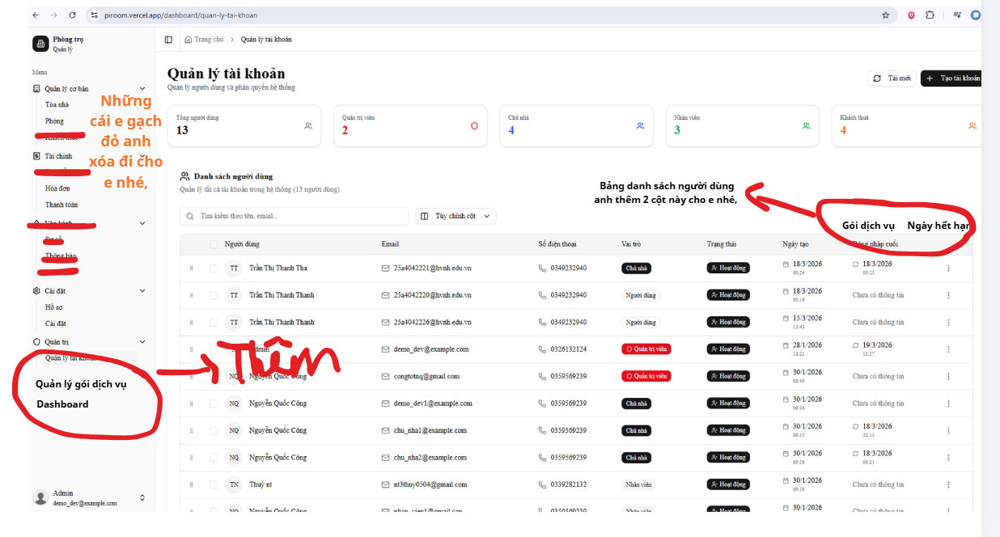 piroom.vercel.app/dashboard/quan-ly-tai-khoan
Phòng trọ
Quản lý
Trang chủ > Quản lý tài khoản
Menu
Quản lý cơ bản
Tòa nhà
Phòng
Tài chính
Hóa đơn
Thanh toán
Vận hành
Sự cố
Thông báo
Cài đặt
Hồ sơ
Cài đặt
Quản trị
Quản lý tài khoản
Quản lý gói dịch vụ
Dashboard
Admin
demo_dev@example.com
Những
cái e gạch
đỏ anh
xóa đi cho
e nhé,
Quản lý tài khoản
Quản lý người dùng và phân quyền hệ thống
Tải mới
Tạo tài khoản
Tổng người dùng
13
Quản trị viên
2
Chủ nhà
4
Nhân viên
3
Khách thuê
4
Danh sách người dùng
Quản lý tất cả tài khoản trong hệ thống (13 người dùng)
Bảng danh sách người dùng
anh thêm 2 cột này cho e nhé,
Gói dịch vụ Ngày hết hạn
Tìm kiếm theo tên, email...
Tùy chỉnh cột
Người dùng Email Số điện thoại Vai trò Trạng thái Ngày tạo Đăng nhập cuối
TT Trần Thị Thanh Tha 25a4042221@hvnh.edu.vn 0349232940 Chủ nhà Hoạt động 18/3/2026 18/3/2026
00:24 00:25
TT Trần Thị Thanh Thanh 25a4042220@hvnh.edu.vn 0349232940 Người dùng Hoạt động 18/3/2026 Chưa có thông tin
00:16
TT Trần Thị Thanh Thanh 25a4042226@hvnh.edu.vn 0349232940 Người dùng Hoạt động 15/3/2026 Chưa có thông tin
12:42
Thêm
Admin demo_dev@example.com 0326132124 Quản trị viên Hoạt động 28/1/2026 19/3/2026
18:21 10:37
NQ Nguyễn Quốc Công congtotnq@gmail.com 0359569239 Quản trị viên Hoạt động 30/1/2026 Chưa có thông tin
08:40
NQ Nguyễn Quốc Công demo_dev1@example.com 0359569239 Chủ nhà Hoạt động 30/1/2026 Chưa có thông tin
09:30
NQ Nguyễn Quốc Công chu_nha1@example.com 0359569239 Chủ nhà Hoạt động 30/1/2026 18/3/2026
09:35 22:13
NQ Nguyễn Quốc Công chu_nha2@example.com 0359569239 Chủ nhà Hoạt động 30/1/2026 18/3/2026
09:36 00:21
TN Thuý nt nt3thuy0504@gmail.com 0339282132 Nhân viên Hoạt động 30/1/2026 Chưa có thông tin
09:59
NQ Nguyễn Quốc Công nhan_vien1@gmail.com 0359569239 Nhân viên Hoạt động 30/1/2026 Chưa có thông tin